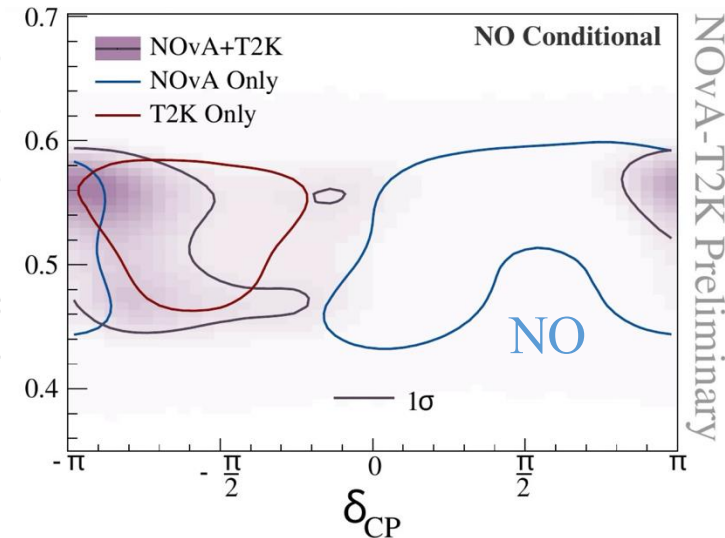 0.7
0.6
0.5
0.4
NO Conditional
NOvA+T2K
NOvA Only
T2K Only
NO
1σ
-π
- π/2
0
π/2
π
δCP
NOvA-T2K Preliminary